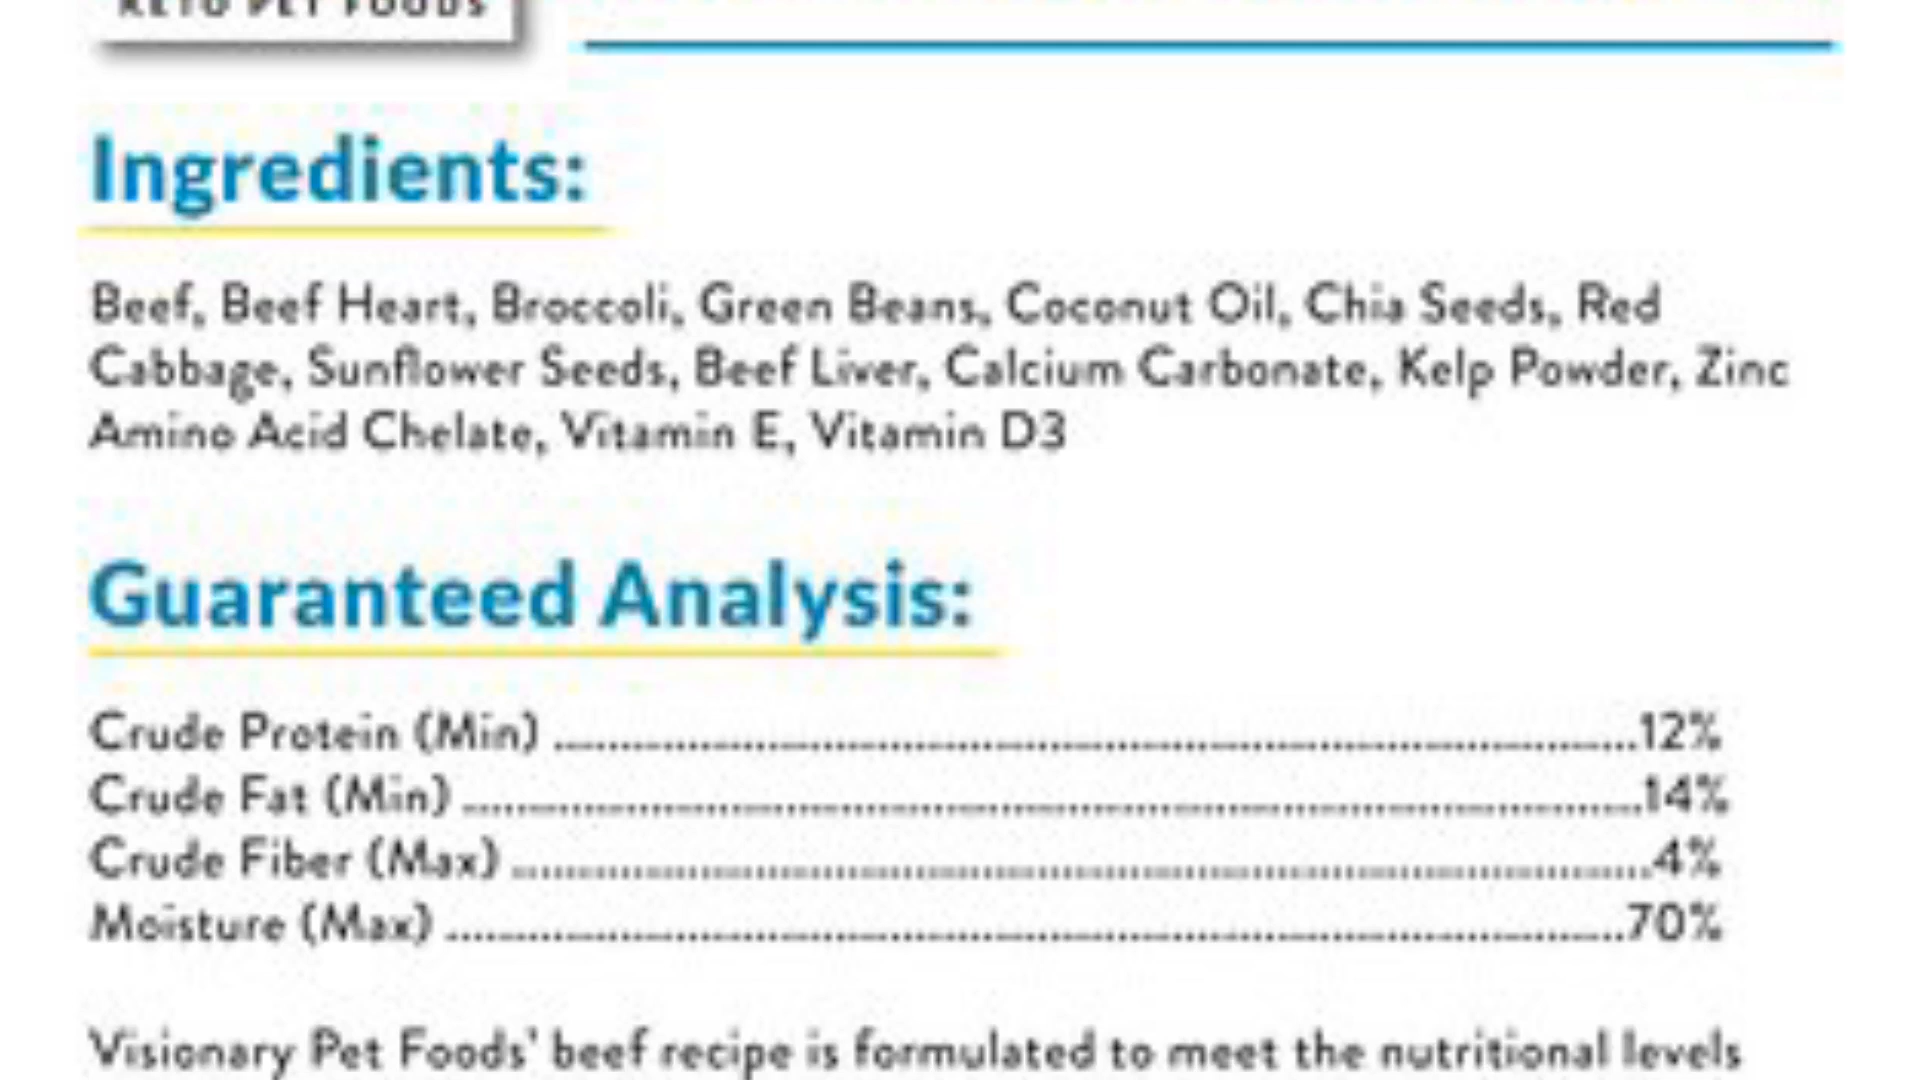 KETO PET FOODS
Ingredients:
Beef, Beef Heart, Broccoli, Green Beans, Coconut Oil, Chia Seeds, Red
Cabbage, Sunflower Seeds, Beef Liver, Calcium Carbonate, Kelp Powder, Zinc
Amino Acid Chelate, Vitamin E, Vitamin D3
Guaranteed Analysis:
Crude Protein (Min) ........................................12%
Crude Fat (Min) ........................................14%
Crude Fiber (Max) ........................................4%
Moisture (Max) ........................................70%
Visionary Pet Foods' beef recipe is formulated to meet the nutritional levels